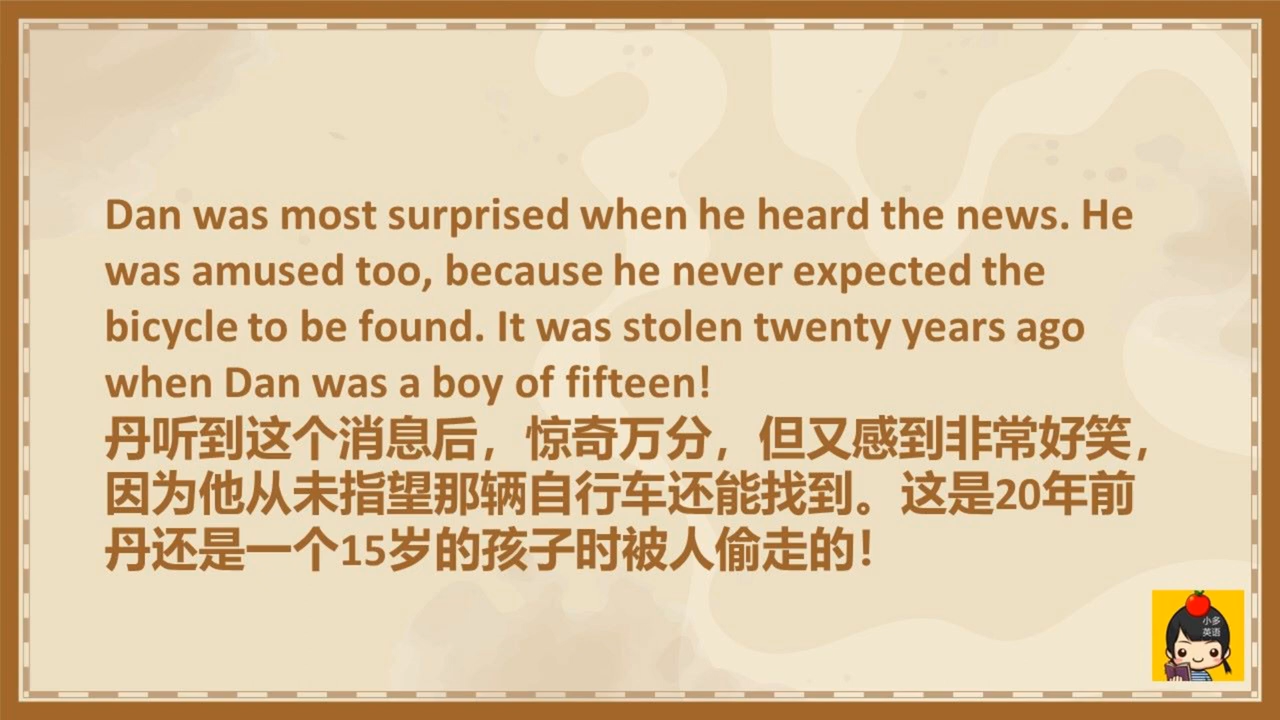 Dan was most surprised when he heard the news. He
was amused too, because he never expected the
bicycle to be found. It was stolen twenty years ago
when Dan was a boy of fifteen!
丹听到这个消息后，惊奇万分，但又感到非常好笑，
因为他从未指望那辆自行车还能找到。这是20年前
丹还是一个15岁的孩子时被人偷走的！
小多
英语